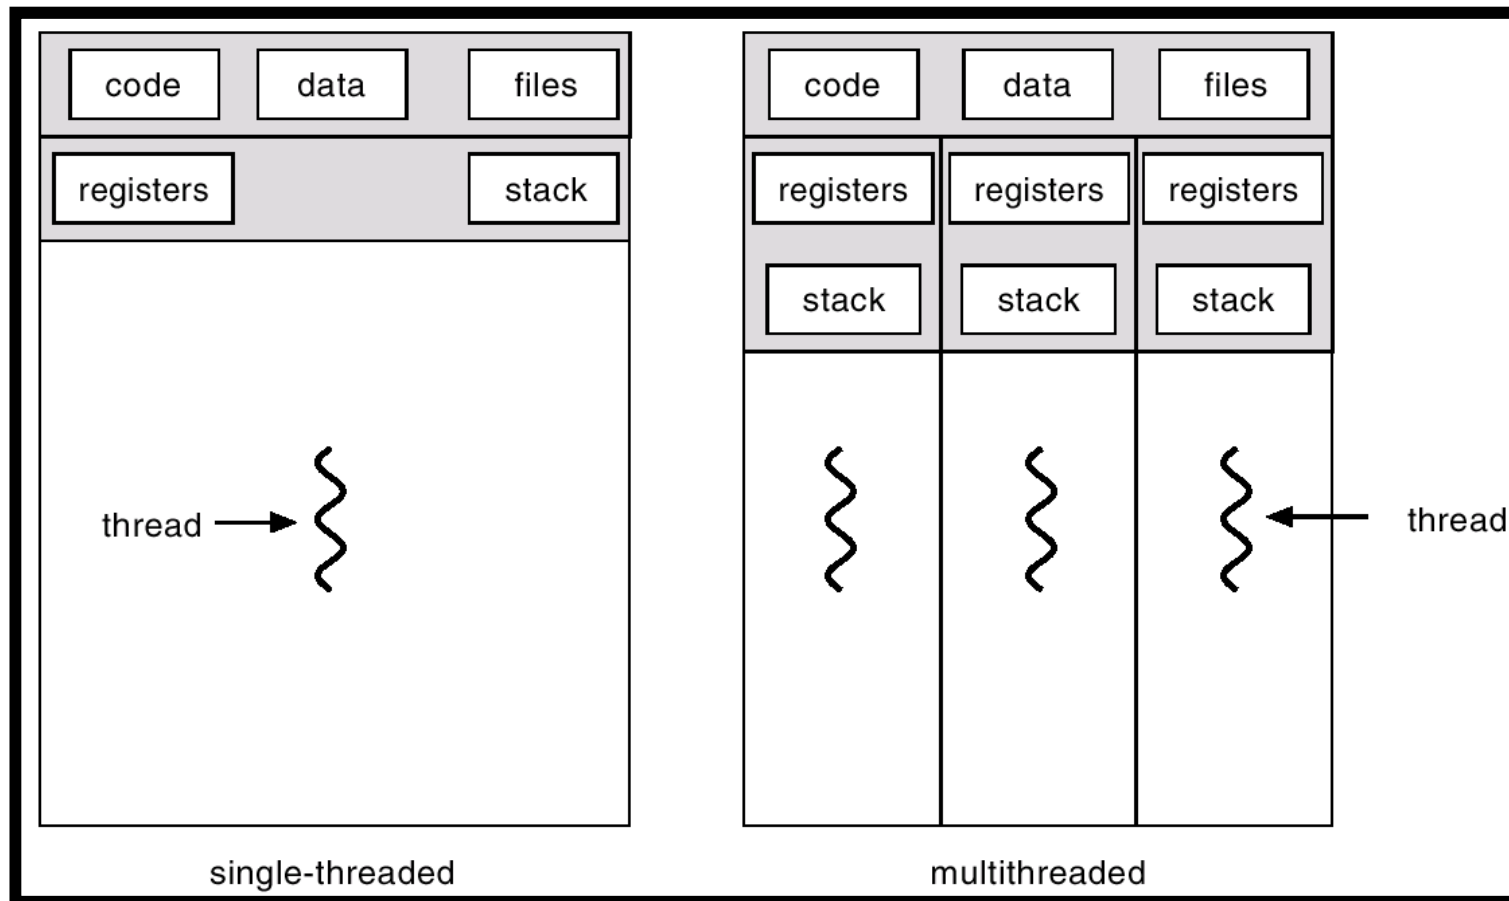 code data files code data files
registers stack registers registers registers
stack stack stack
thread thread
single-threaded multithreaded